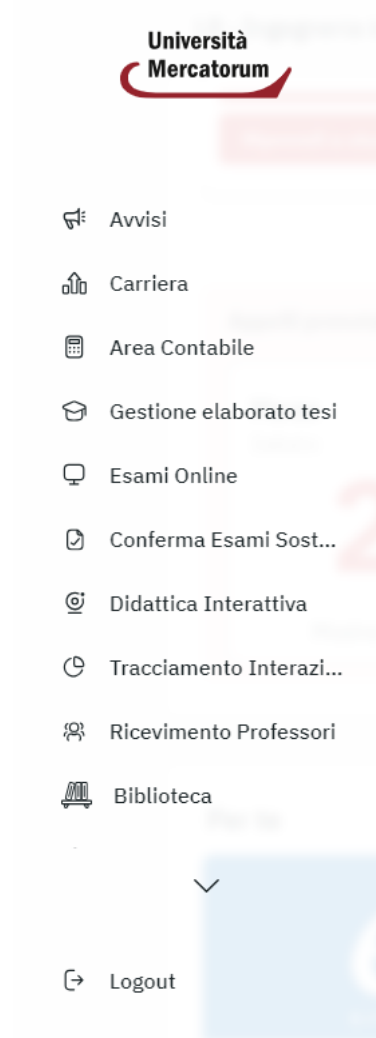 Università
Mercatorum
Avvisi
Carriera
Area Contabile
Gestione elaborato tesi
Esami Online
Conferma Esami Sost...
Didattica Interattiva
Tracciamento Interazi...
Ricevimento Professori
Biblioteca
Logout